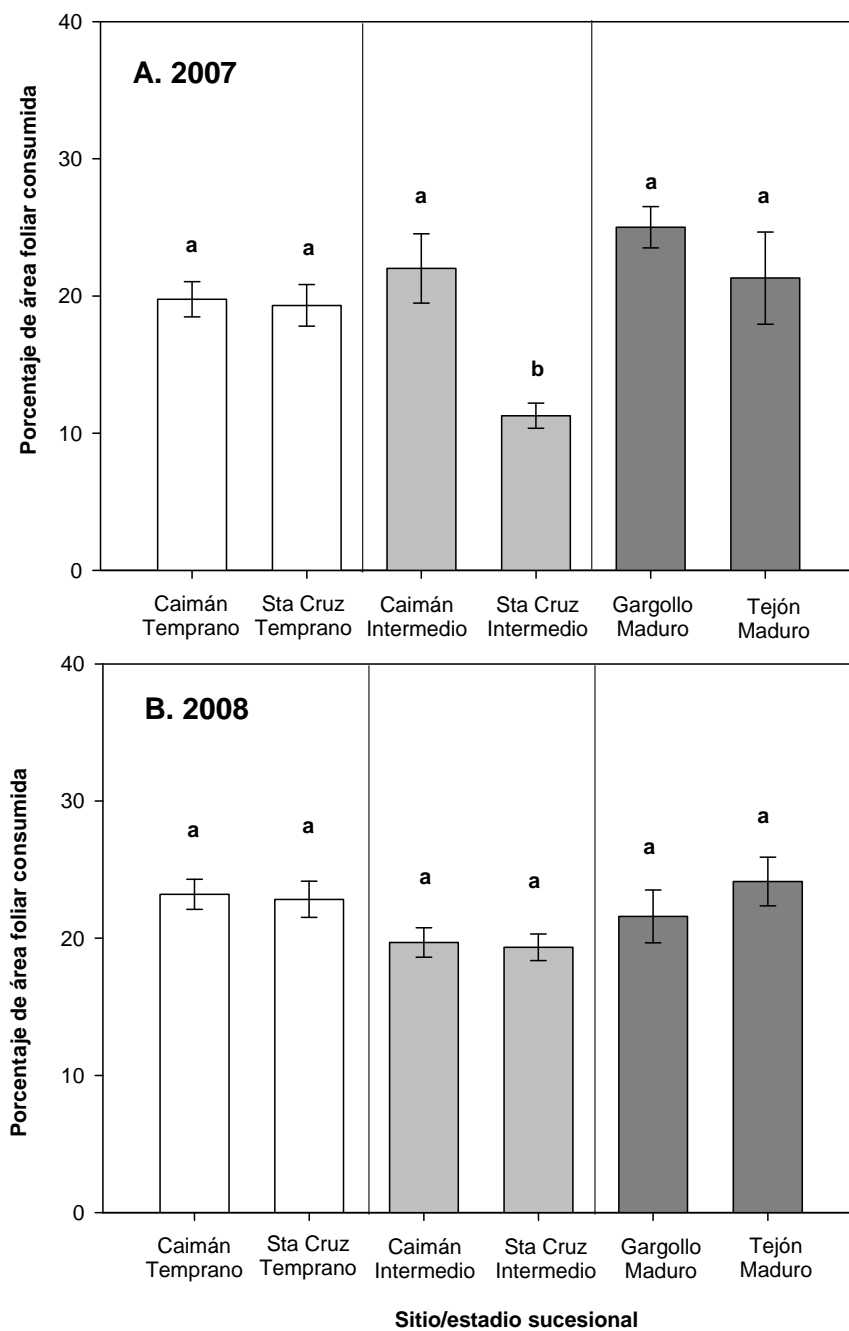 40
A. 2007
30
20
10
0
Porcentaje de área foliar consumida
a
a
a
b
a
a
Caimán
Temprano
Sta Cruz
Temprano
Caimán
Intermedio
Sta Cruz
Intermedio
Gargollo
Maduro
Tejón
Maduro
40
B. 2008
30
20
10
0
Porcentaje de área foliar consumida
a
a
a
a
a
a
Caimán
Temprano
Sta Cruz
Temprano
Caimán
Intermedio
Sta Cruz
Intermedio
Gargollo
Maduro
Tejón
Maduro
Sitio/estadio sucesional